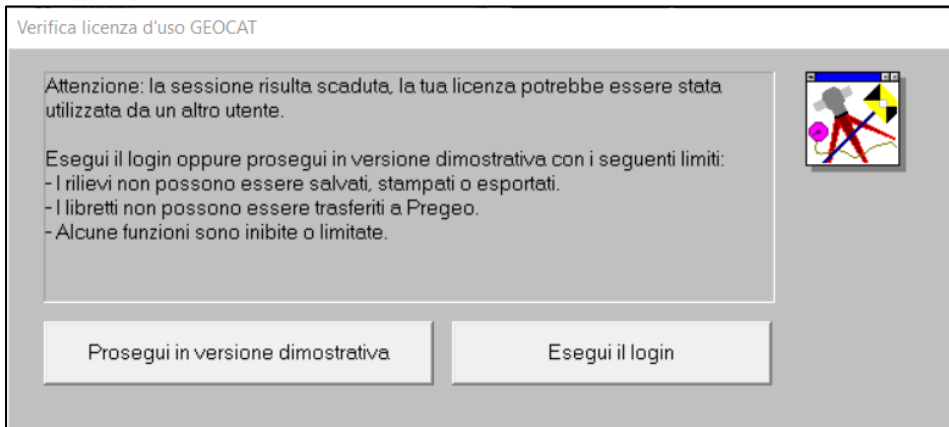 Verifica licenza d'uso GEOCAT
Attenzione: la sessione risulta scaduta, la tua licenza potrebbe essere stata
utilizzata da un altro utente.
Esegui il login oppure prosegui in versione dimostrativa con i seguenti limiti:
- I rilievi non possono essere salvati, stampati o esportati.
- I libretti non possono essere trasferiti a Pregeo.
- Alcune funzioni sono inibite o limitate.
Prosegui in versione dimostrativa
Esegui il login